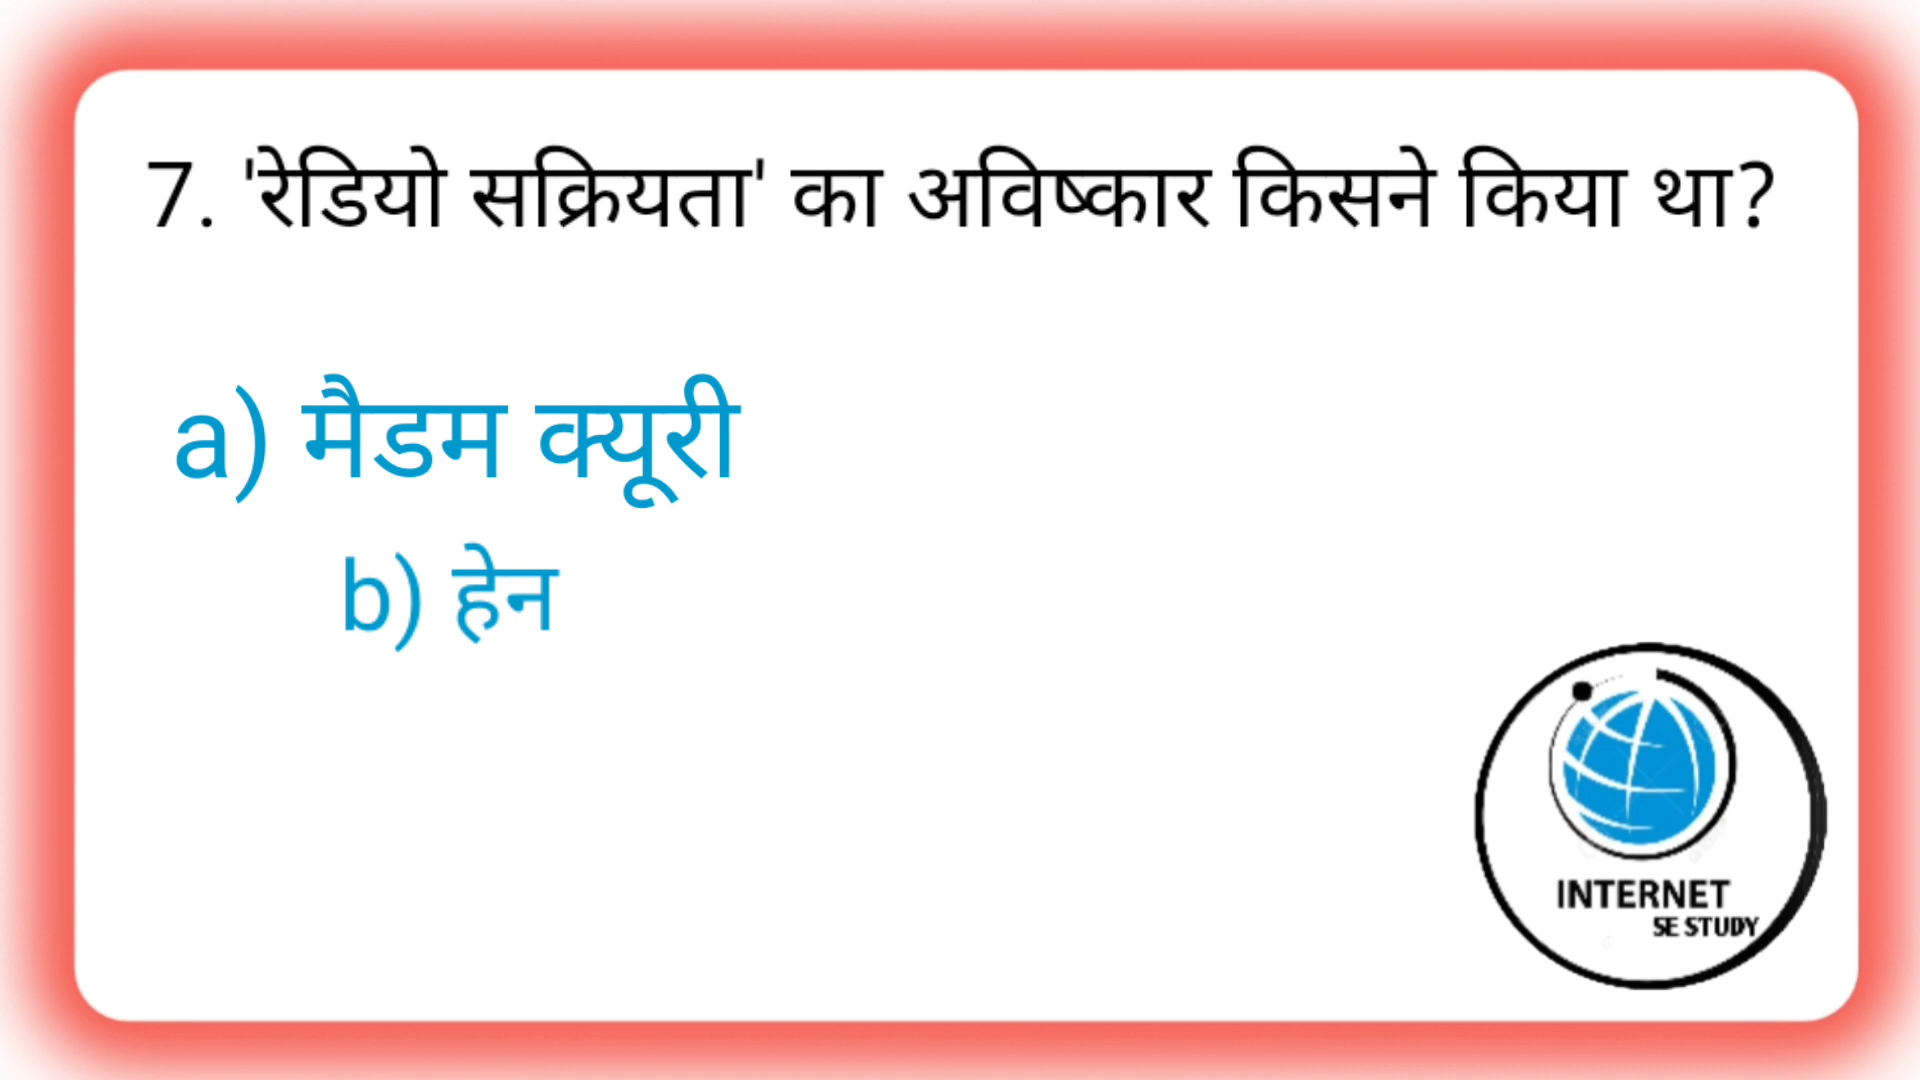 7. 'रेडियो सक्रियता' का अविष्कार किसने किया था?
a) मैडम क्यूरी
b) हेन
INTERNET
SE STUDY